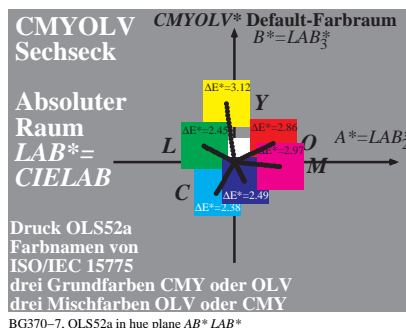 CMYOLV
Sechseck
Absoluter
Raum
LAB*=
CIELAB
CMYOLV* Default-Farbraum
B*=LAB*3
ΔE*=3.12
Y
ΔE*=2.45
L
ΔE*=2.86
O
A*=LAB*2
ΔE*=2.97
M
C
ΔE*=2.49
ΔE*=2.38
Druck OLS52a
Farbnamen von
ISO/IEC 15775
drei Grundfarben CMY oder OLV
drei Mischfarben OLV oder CMY
BG370−7, OLS52a in hue plane AB* LAB*